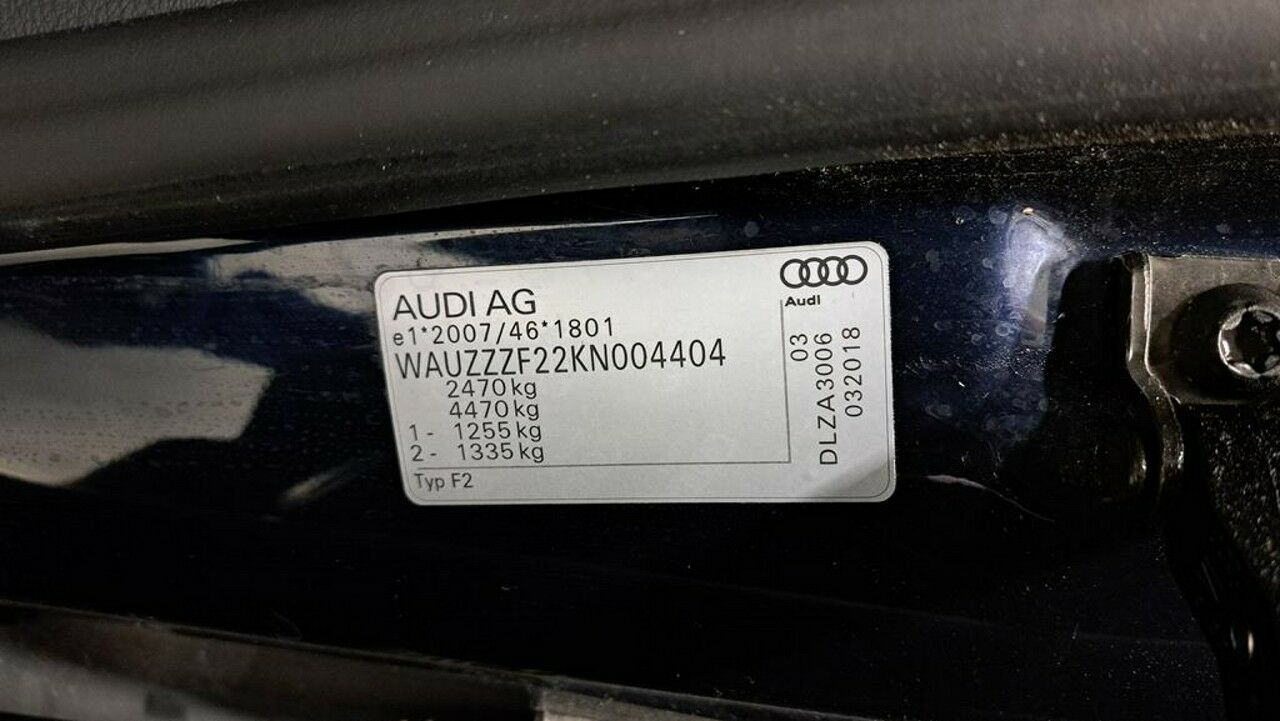 AUDI AG
e1*2007/46*1801
WAUZZZF22KN004404
2470 kg
4470 kg
1- 1255 kg
2- 1335 kg
Typ F2
Audi
03
DLZA3006
032018